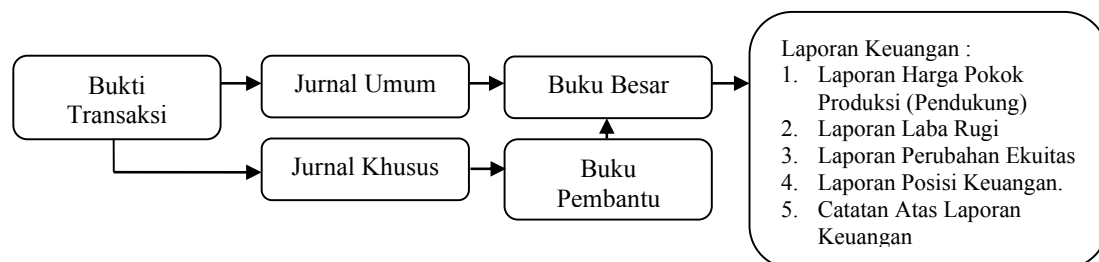 Bukti
Transaksi
Jurnal Umum
Buku Besar
Jurnal Khusus
Buku
Pembantu
Laporan Keuangan :
1. Laporan Harga Pokok
Produksi (Pendukung)
2. Laporan Laba Rugi
3. Laporan Perubahan Ekuitas
4. Laporan Posisi Keuangan.
5. Catatan Atas Laporan
Keuangan